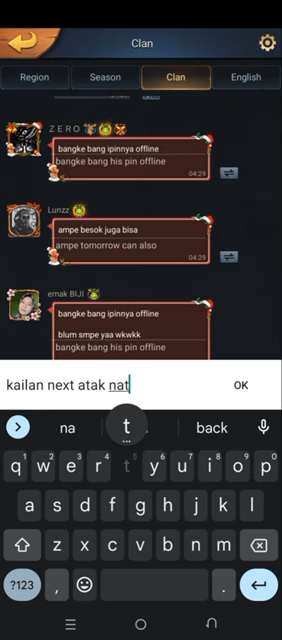 Clan
Region
Season
Clan
English
Z E R O
bangke bang ipinnya offline
bangke bang his pin offline
04:29
Lunzz
ampe besok juga bisa
ampe tomorrow can also
04:29
emak BIJI
bangke bang ipinnya offline
blum smpe yaa wkwkk
bangke bang his pin offline
kailan next atak nat
OK
na
t
back
q w e r t y u i o p
a s d f g h j k l
z x c v b n m
?123 , .